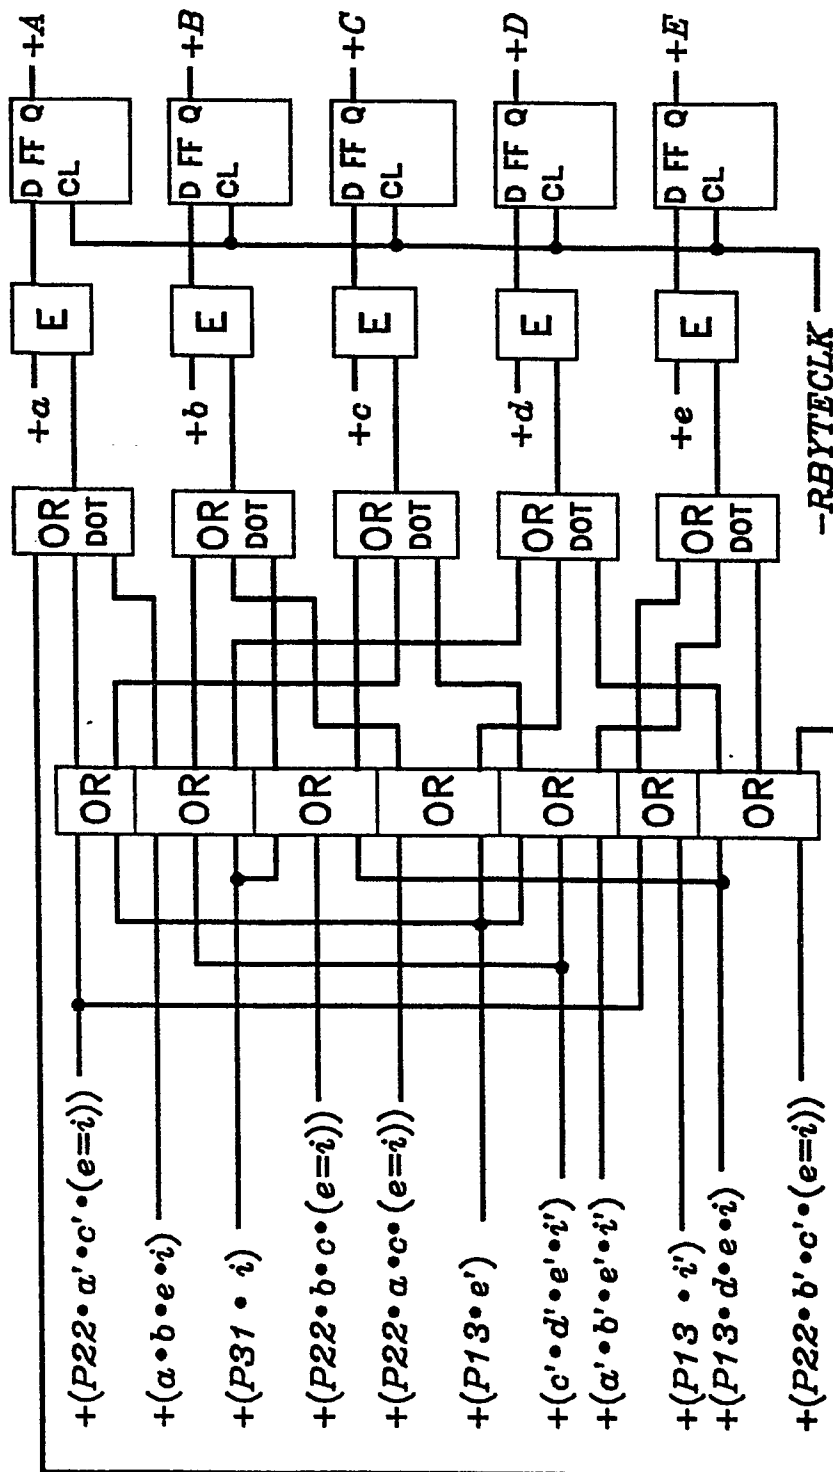 +A
D FF Q
CL
E
+a
OR
DOT
+B
D FF Q
CL
E
+b
OR
DOT
+C
D FF Q
CL
E
+c
OR
DOT
+D
D FF Q
CL
E
+d
OR
DOT
+E
D FF Q
CL
E
+e
OR
DOT
-RBYTECLK
OR
OR
OR
OR
OR
OR
OR
+(P22•a'•c'•(e=i))
+(a•b•e•i)
+(P31 • i)
+(P22•b•c•(e=i))
+(P22•a•c•(e=i))
+(P13•e')
+(c'•d'•e'•i')
+(a'•b'•e'•i')
+(P13 • i')
+(P13•d•e•i)
+(P22•b'•c'•(e=i))